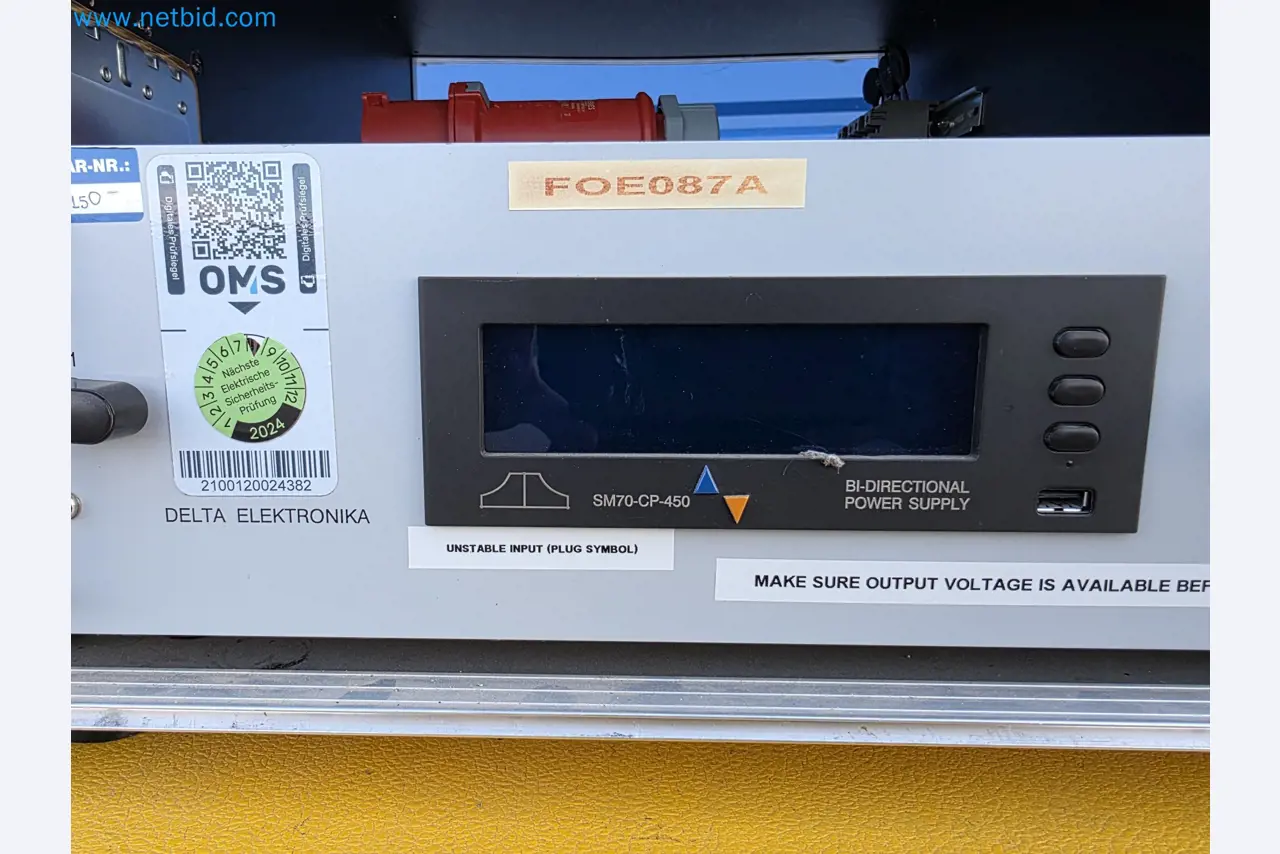 www.netbid.com
AR-NR.:
150
FOE087A
Digitales Prüfsiegel
Digitales Prüfsiegel
OMS
1 2 3 4 5 6 7 9 10 11 12
Nächste
Elektrische
Sicherheits-
Prüfung
2024
2100120024382
1
DELTA ELEKTRONIKA
SM70-CP-450
BI-DIRECTIONAL
POWER SUPPLY
UNSTABLE INPUT (PLUG SYMBOL)
MAKE SURE OUTPUT VOLTAGE IS AVAILABLE BEF